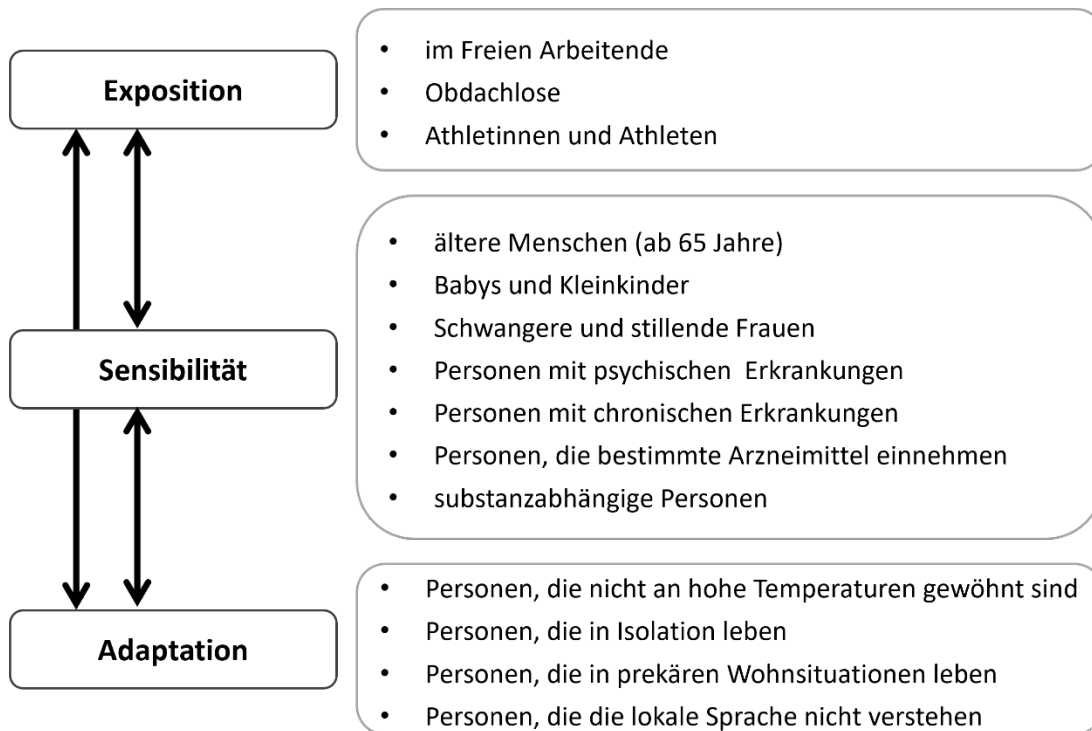 Exposition
• im Freien Arbeitende
• Obdachlose
• Athletinnen und Athleten
Sensibilität
• ältere Menschen (ab 65 Jahre)
• Babys und Kleinkinder
• Schwangere und stillende Frauen
• Personen mit psychischen  Erkrankungen
• Personen mit chronischen Erkrankungen
• Personen, die bestimmte Arzneimittel einnehmen
• substanzabhängige Personen
Adaptation
• Personen, die nicht an hohe Temperaturen gewöhnt sind
• Personen, die in Isolation leben
• Personen, die in prekären Wohnsituationen leben
• Personen, die die lokale Sprache nicht verstehen